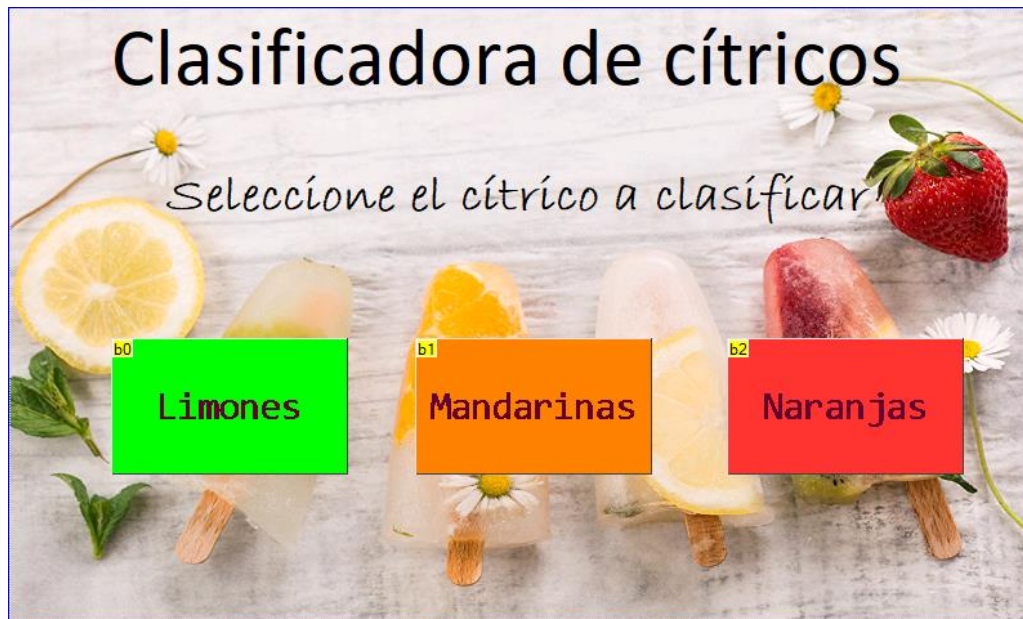 Clasificadora de cítricos
Seleccione el cítrico a clasificar
b0
b1
b2
Limones
Mandarinas
Naranjas